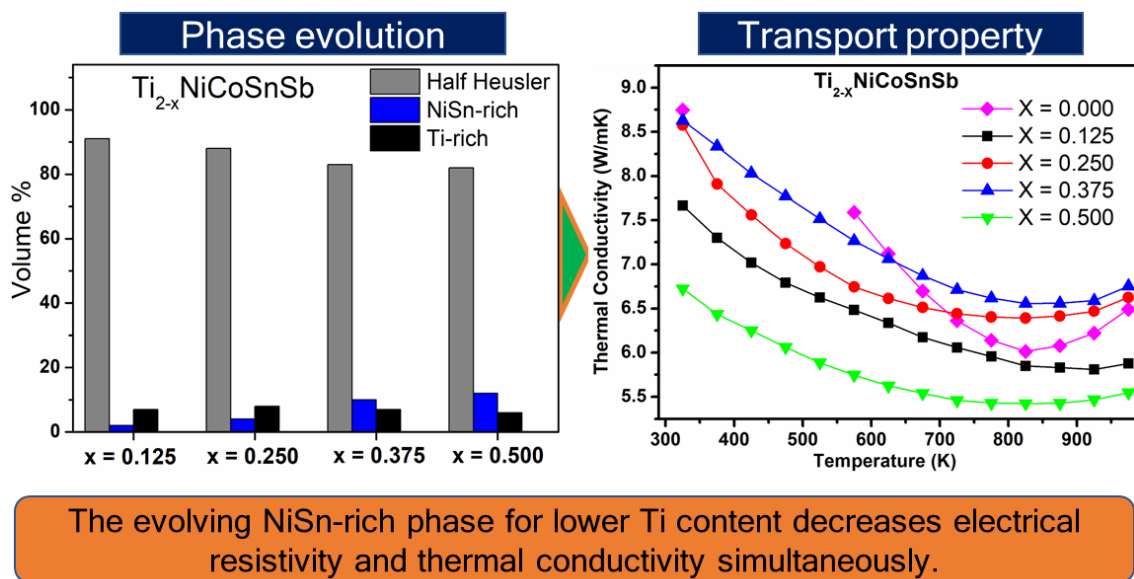 Phase evolution
Transport property
Ti2-xNiCoSnSb
Half Heusler
NiSn-rich
Ti-rich
Volume %
100
80
60
40
20
0
x = 0.125 x = 0.250 x = 0.375 x = 0.500
Ti2-XNiCoSnSb
X = 0.000
X = 0.125
X = 0.250
X = 0.375
X = 0.500
Thermal Conductivity (W/mK)
9.0
8.5
8.0
7.5
7.0
6.5
6.0
5.5
300 400 500 600 700 800 900
Temperature (K)
The evolving NiSn-rich phase for lower Ti content decreases electrical
resistivity and thermal conductivity simultaneously.